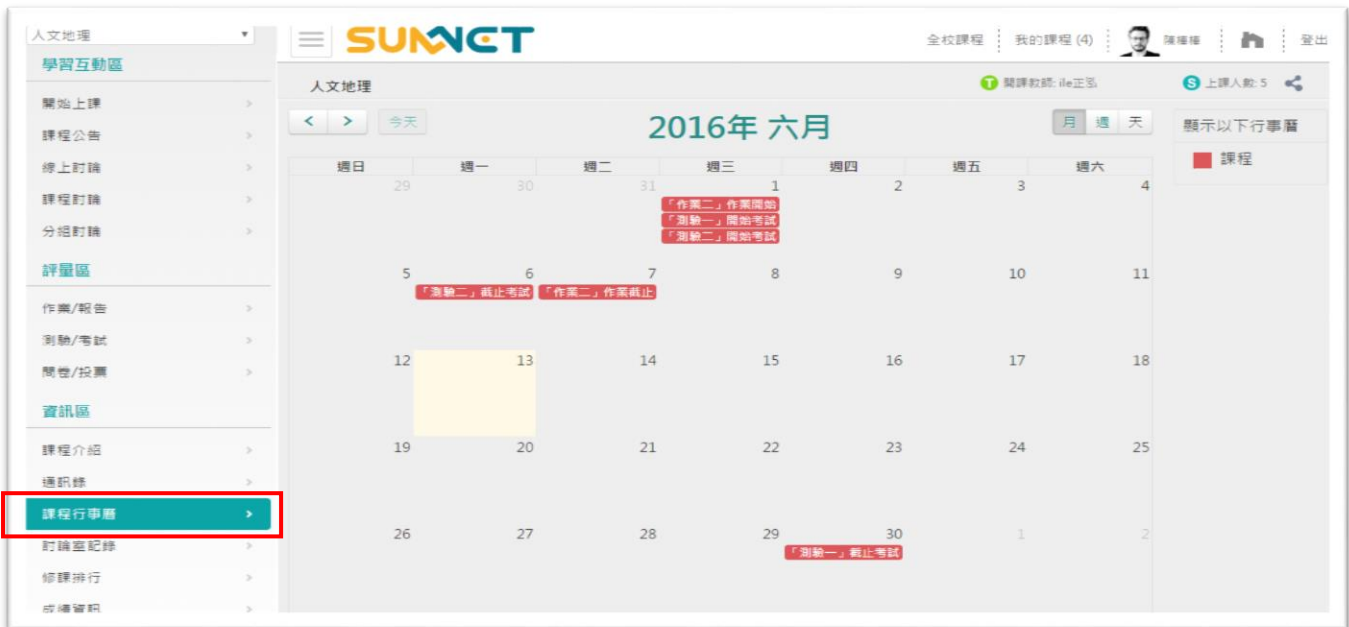 人文地理
SUNNET
全校課程
我的課程 (4)
登出
學習互動區
開始上課
課程公告
線上討論
課程討論
分組討論
評量區
作業/報告
測驗/考試
問卷/投票
資訊區
課程介紹
通訊錄
課程行事曆
討論室記錄
修課排行
成績資訊
人文地理
T 開課教師: ile正泓
S 上課人數: 5
< > 今天
2016年 六月
月 週 天
顯示以下行事曆
課程
週日 週一 週二 週三 週四 週五 週六
29 30 31 1 2 3 4
「作業二」作業開始
「測驗一」開始考試
「測驗二」開始考試
5 6 7 8 9 10 11
「測驗二」截止考試 「作業二」作業截止
12 13 14 15 16 17 18
19 20 21 22 23 24 25
26 27 28 29 30 1 2
「測驗一」截止考試